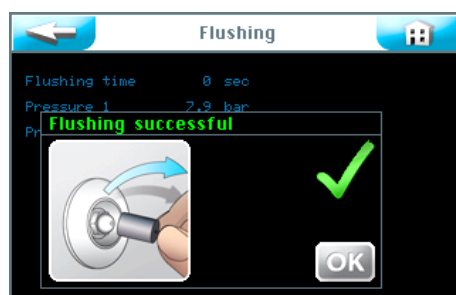 Flushing
Flushing time 0 sec
Pressure 1 7.9 bar
Flushing successful
OK